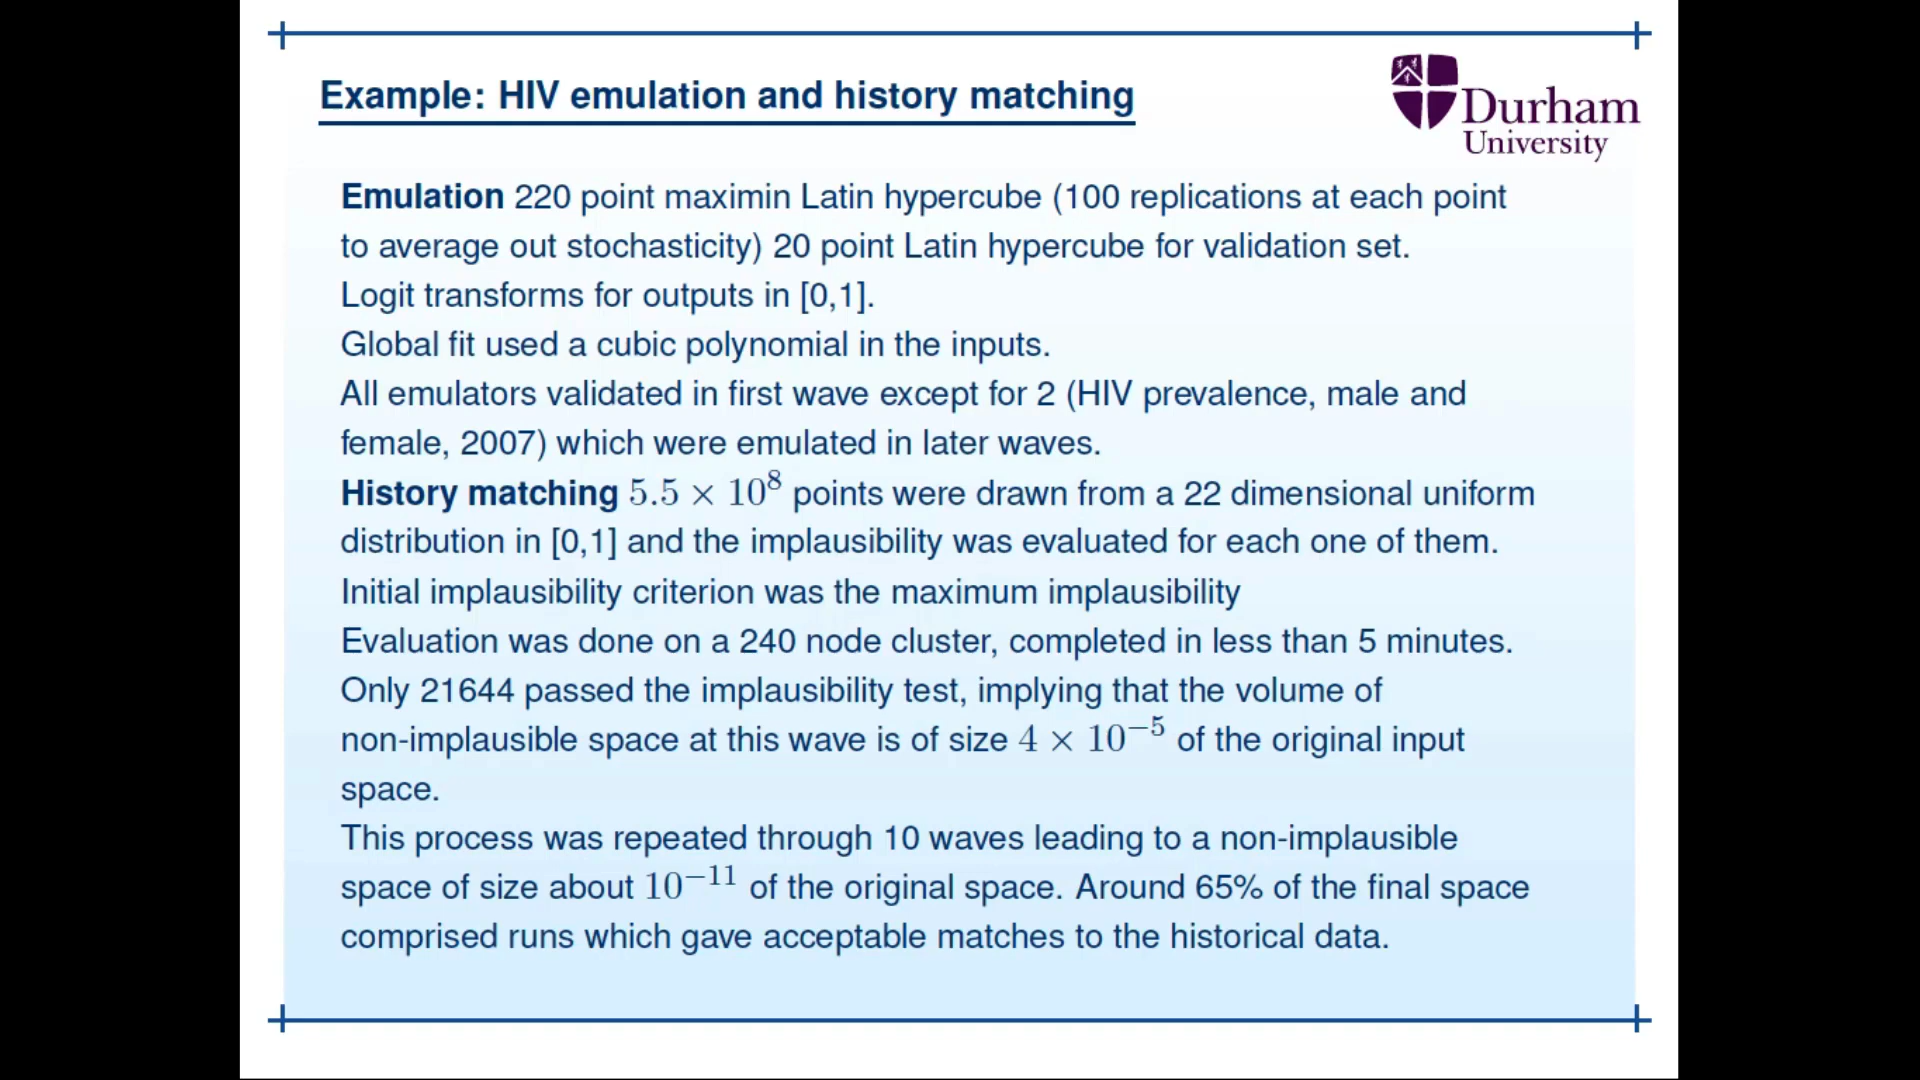 Example: HIV emulation and history matching
Durham
University
Emulation 220 point maximin Latin hypercube (100 replications at each point
to average out stochasticity) 20 point Latin hypercube for validation set.
Logit transforms for outputs in [0,1].
Global fit used a cubic polynomial in the inputs.
All emulators validated in first wave except for 2 (HIV prevalence, male and
female, 2007) which were emulated in later waves.
History matching 5.5 × 10⁸ points were drawn from a 22 dimensional uniform
distribution in [0,1] and the implausibility was evaluated for each one of them.
Initial implausibility criterion was the maximum implausibility
Evaluation was done on a 240 node cluster, completed in less than 5 minutes.
Only 21644 passed the implausibility test, implying that the volume of
non-implausible space at this wave is of size 4 × 10⁻⁵ of the original input
space.
This process was repeated through 10 waves leading to a non-implausible
space of size about 10⁻¹¹ of the original space. Around 65% of the final space
comprised runs which gave acceptable matches to the historical data.